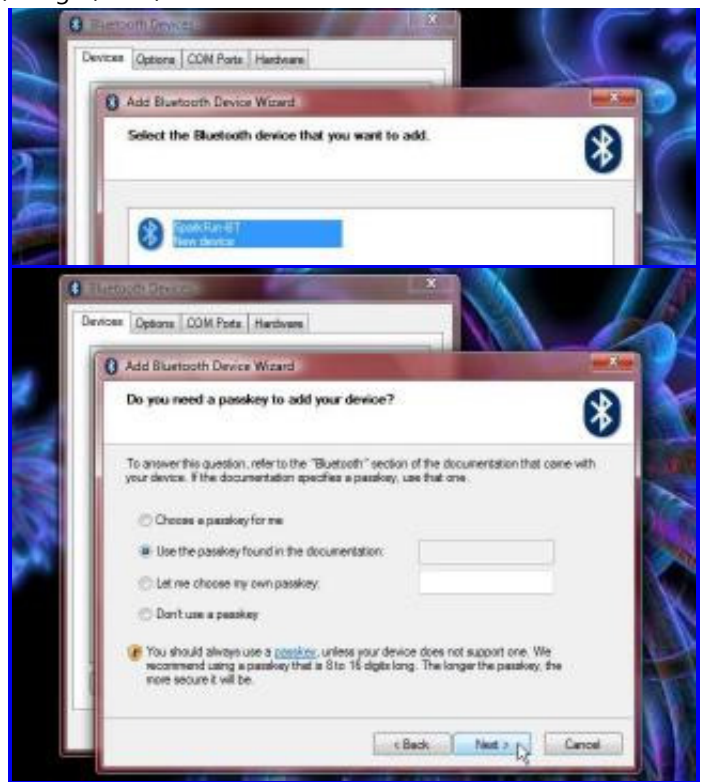 Bluetooth Devices
Devices Options COM Ports Hardware
Add Bluetooth Device Wizard
Select the Bluetooth device that you want to add.
SparkFun-BT
New device
Bluetooth Devices
Devices Options COM Ports Hardware
Add Bluetooth Device Wizard
Do you need a passkey to add your device?
To answer this question, refer to the "Bluetooth" section of the documentation that came with
your device. If the documentation specifies a passkey, use that one.
Choose a passkey for me
Use the passkey found in the documentation:
Let me choose my own passkey:
Don't use a passkey
You should always use a passkey, unless your device does not support one. We
recommend using a passkey that is 8 to 16 digits long. The longer the passkey, the
more secure it will be.
< Back Next > Cancel